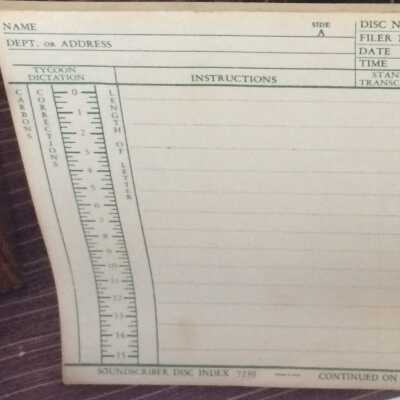 NAME
SIDE A
DISC N
DEPT. OR ADDRESS
FILER
DATE
TIME
TYCOON DICTATION
INSTRUCTIONS
STAN
TRANSC
CARBONS
CORRECTIONS
LENGTH OF LETTER
0
1
2
3
4
5
6
7
8
9
10
11
12
13
14
15
SOUNDSCRIBER DISC INDEX 7250
CONTINUED ON